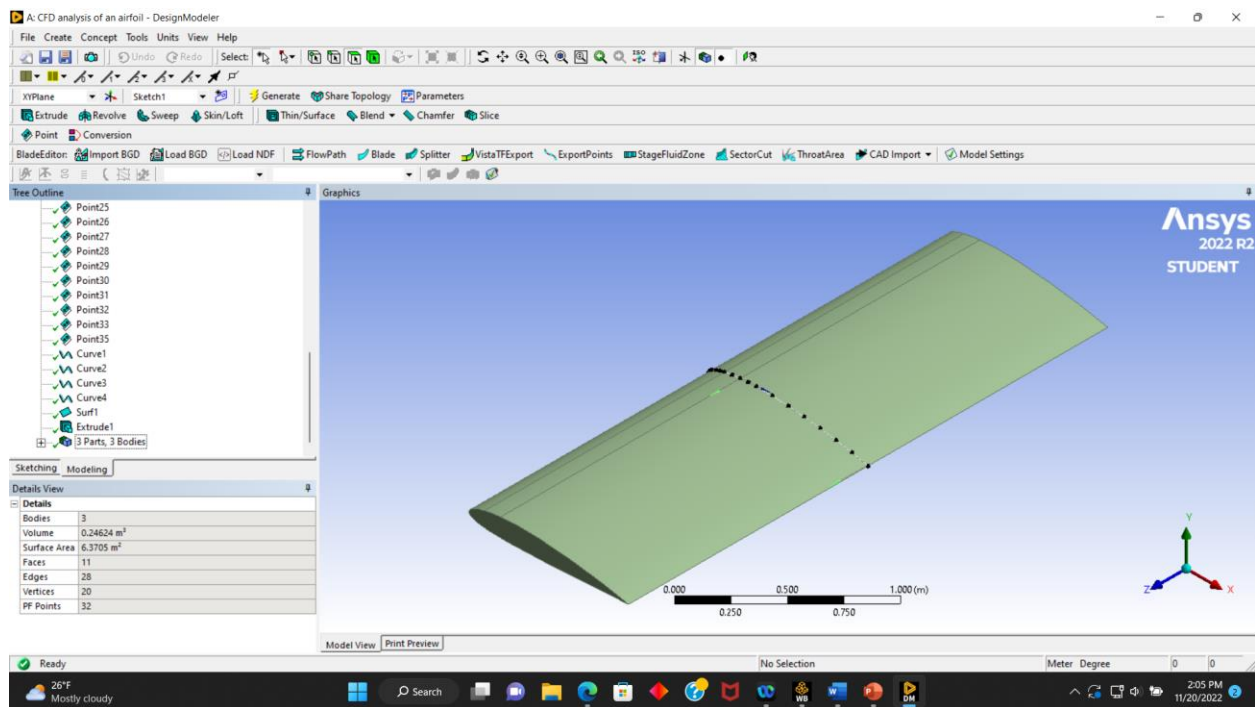 A: CFD analysis of an airfoil - DesignModeler
File Create Concept Tools Units View Help
Undo Redo Select:
XYPlane Sketch1 Generate Share Topology Parameters
Extrude Revolve Sweep Skin/Loft Thin/Surface Blend Chamfer Slice
Point Conversion
BladeEditor: Import BGD Load BGD Load NDF FlowPath Blade Splitter VistaTFExport ExportPoints StageFluidZone SectorCut ThroatArea CAD Import Model Settings
Tree Outline
Point25
Point26
Point27
Point28
Point29
Point30
Point31
Point32
Point33
Point35
Curve1
Curve2
Curve3
Curve4
Surf1
Extrude1
3 Parts, 3 Bodies
Sketching Modeling
Details View
Details
Bodies 3
Volume 0.24624 m³
Surface Area 6.3705 m²
Faces 11
Edges 28
Vertices 20
PF Points 32
Graphics
Ansys
2022 R2
STUDENT
0.000 0.500 1.000 (m)
0.250 0.750
Y
Z X
Model View Print Preview
Ready No Selection Meter Degree 0 0
26°F
Mostly cloudy
Search
WB
DM
2:05 PM
11/20/2022
2